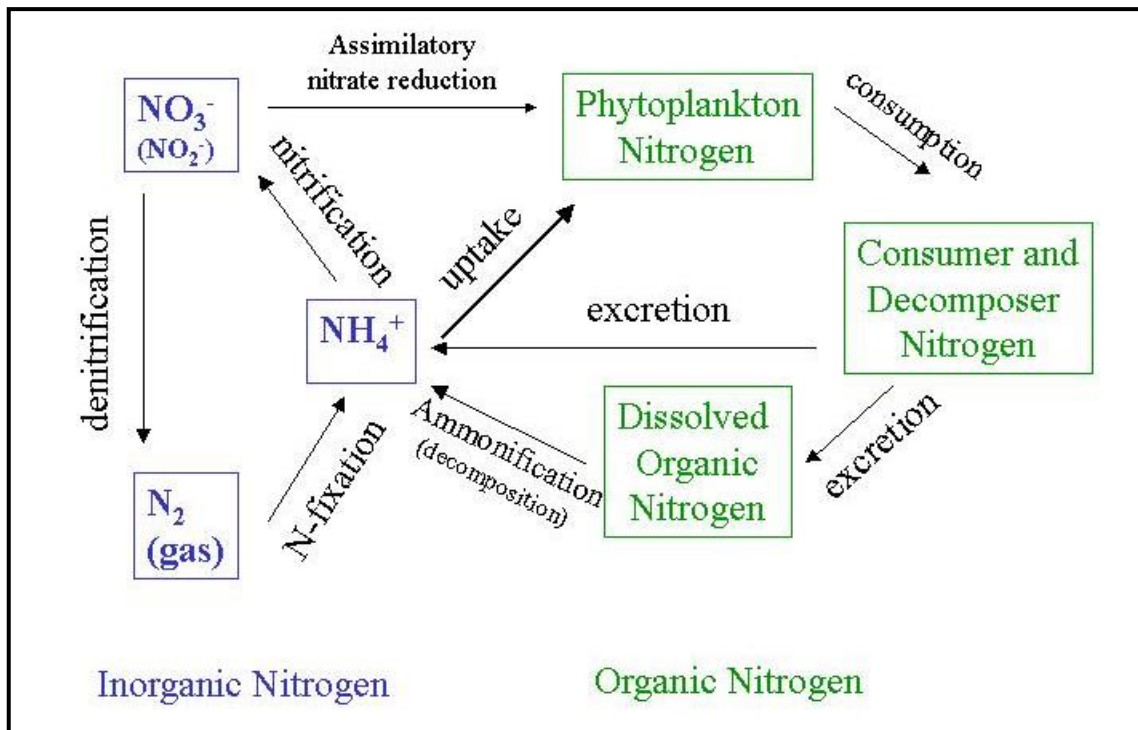 Assimilatory
nitrate reduction
NO₃⁻
(NO₂⁻)
Phytoplankton
Nitrogen
consumption
nitrification
uptake
denitrification
NH₄⁺
excretion
Consumer and
Decomposer
Nitrogen
Ammonification
(decomposition)
Dissolved
Organic
Nitrogen
excretion
N₂
(gas)
N-fixation
Inorganic Nitrogen
Organic Nitrogen